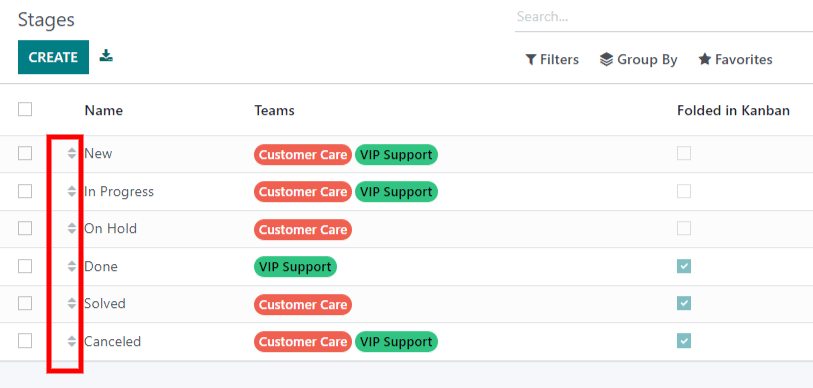 Stages
Search...
CREATE
Filters Group By Favorites
Name Teams Folded in Kanban
New Customer Care VIP Support
In Progress Customer Care VIP Support
On Hold Customer Care
Done VIP Support
Solved Customer Care
Canceled Customer Care VIP Support